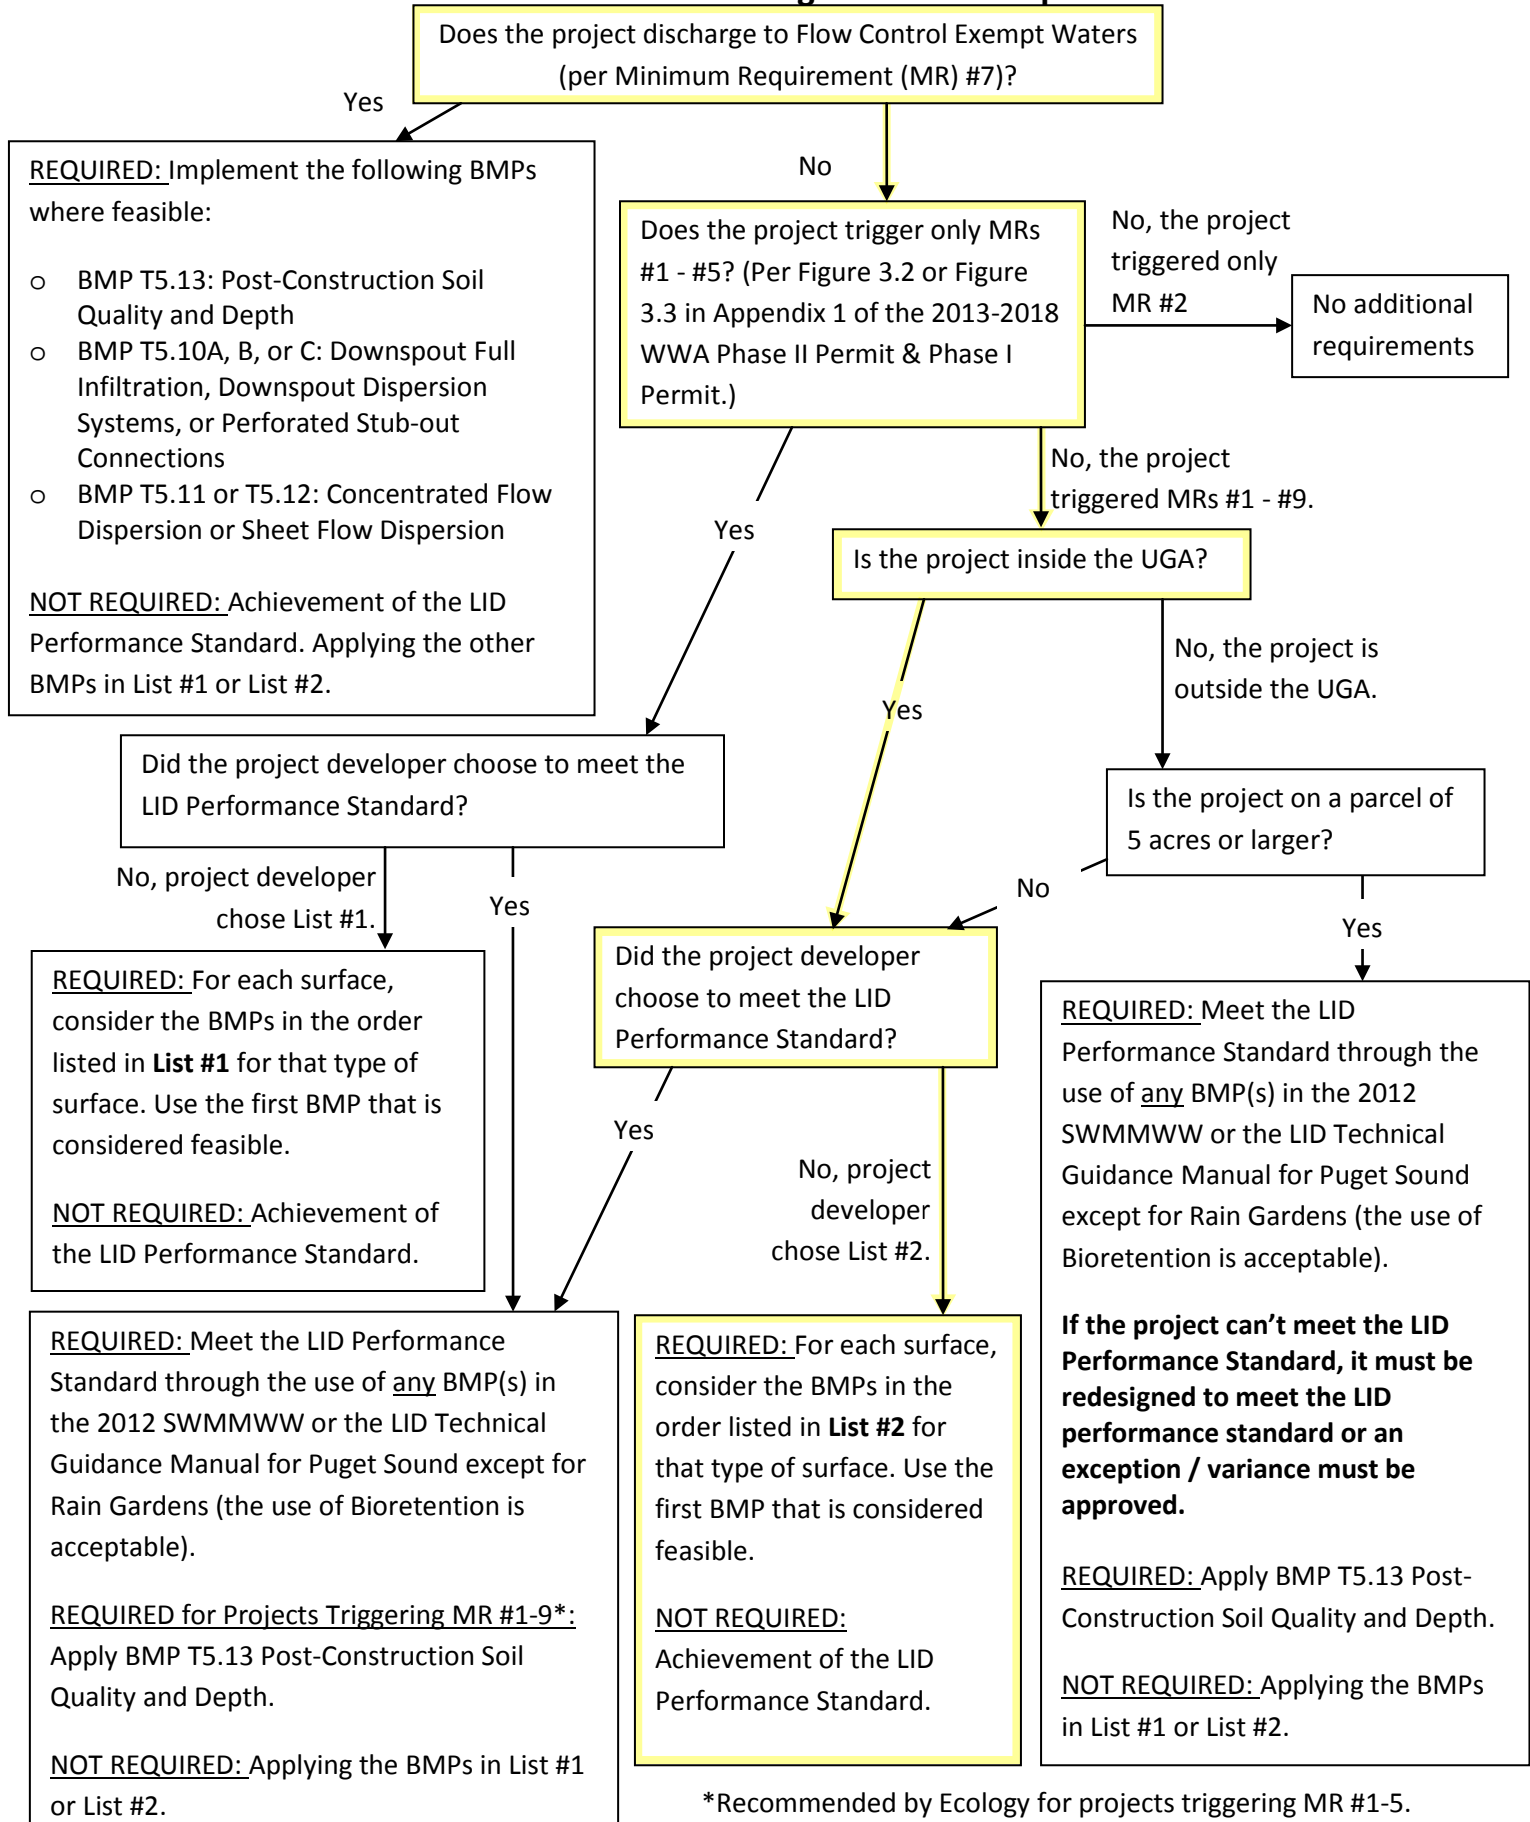 Does the project discharge to Flow Control Exempt Waters
(per Minimum Requirement (MR) #7)?
Yes
No
REQUIRED: Implement the following BMPs
where feasible:
o BMP T5.13: Post-Construction Soil
Quality and Depth
o BMP T5.10A, B, or C: Downspout Full
Infiltration, Downspout Dispersion
Systems, or Perforated Stub-out
Connections
o BMP T5.11 or T5.12: Concentrated Flow
Dispersion or Sheet Flow Dispersion
NOT REQUIRED: Achievement of the LID
Performance Standard. Applying the other
BMPs in List #1 or List #2.
Does the project trigger only MRs
#1 - #5? (Per Figure 3.2 or Figure
3.3 in Appendix 1 of the 2013-2018
WWA Phase II Permit & Phase I
Permit.)
No, the project
triggered only
MR #2
No additional
requirements
Yes
No, the project
triggered MRs #1 - #9.
Is the project inside the UGA?
Yes
No, the project is
outside the UGA.
Did the project developer choose to meet the
LID Performance Standard?
Is the project on a parcel of
5 acres or larger?
No, project developer
chose List #1.
Yes
No
Yes
REQUIRED: For each surface,
consider the BMPs in the order
listed in List #1 for that type of
surface. Use the first BMP that is
considered feasible.
NOT REQUIRED: Achievement of
the LID Performance Standard.
Did the project developer
choose to meet the LID
Performance Standard?
Yes
No, project
developer
chose List #2.
REQUIRED: Meet the LID
Performance Standard through the
use of any BMP(s) in the 2012
SWMMWW or the LID Technical
Guidance Manual for Puget Sound
except for Rain Gardens (the use of
Bioretention is acceptable).
If the project can’t meet the LID
Performance Standard, it must be
redesigned to meet the LID
performance standard or an
exception / variance must be
approved.
REQUIRED: Apply BMP T5.13 Post-
Construction Soil Quality and Depth.
NOT REQUIRED: Applying the BMPs
in List #1 or List #2.
REQUIRED: Meet the LID Performance
Standard through the use of any BMP(s) in
the 2012 SWMMWW or the LID Technical
Guidance Manual for Puget Sound except for
Rain Gardens (the use of Bioretention is
acceptable).
REQUIRED for Projects Triggering MR #1-9*:
Apply BMP T5.13 Post-Construction Soil
Quality and Depth.
NOT REQUIRED: Applying the BMPs in List #1
or List #2.
REQUIRED: For each surface,
consider the BMPs in the
order listed in List #2 for
that type of surface. Use the
first BMP that is considered
feasible.
NOT REQUIRED:
Achievement of the LID
Performance Standard.
*Recommended by Ecology for projects triggering MR #1-5.